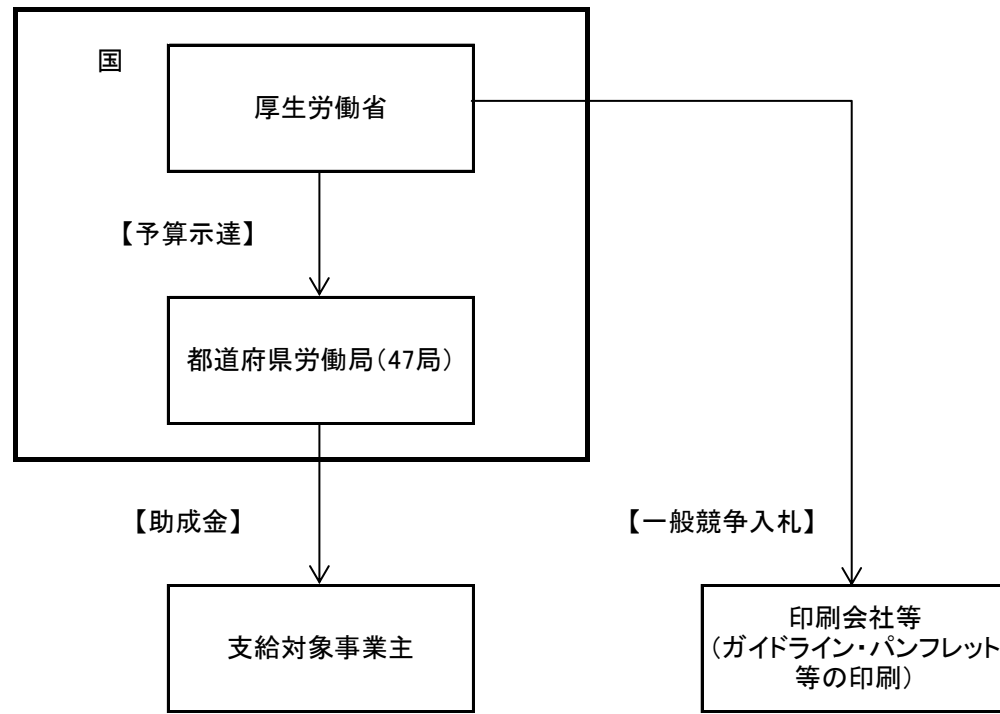 国
厚生労働省
【予算示達】
都道府県労働局（47局）
【助成金】
【一般競争入札】
支給対象事業主
印刷会社等
（ガイドライン・パンフレット
等の印刷）